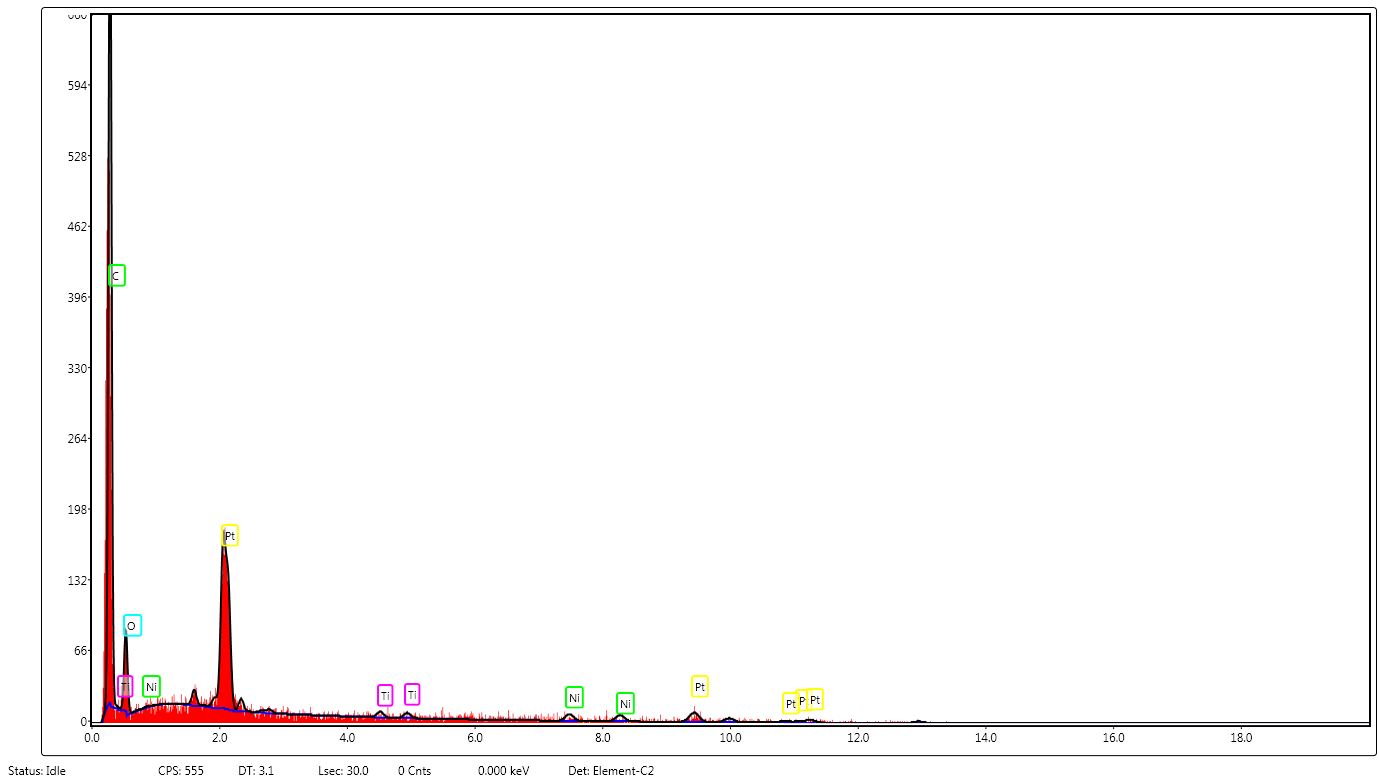 660
594
528
462
C
396
330
264
198
Pt
132
O
66
Ti Ni Ti Ti Ni Ni Pt Pt Pt
0
0.0 2.0 4.0 6.0 8.0 10.0 12.0 14.0 16.0 18.0
Status: Idle CPS: 555 DT: 3.1 Lsec: 30.0 0 Cnts 0.000 keV Det: Element-C2